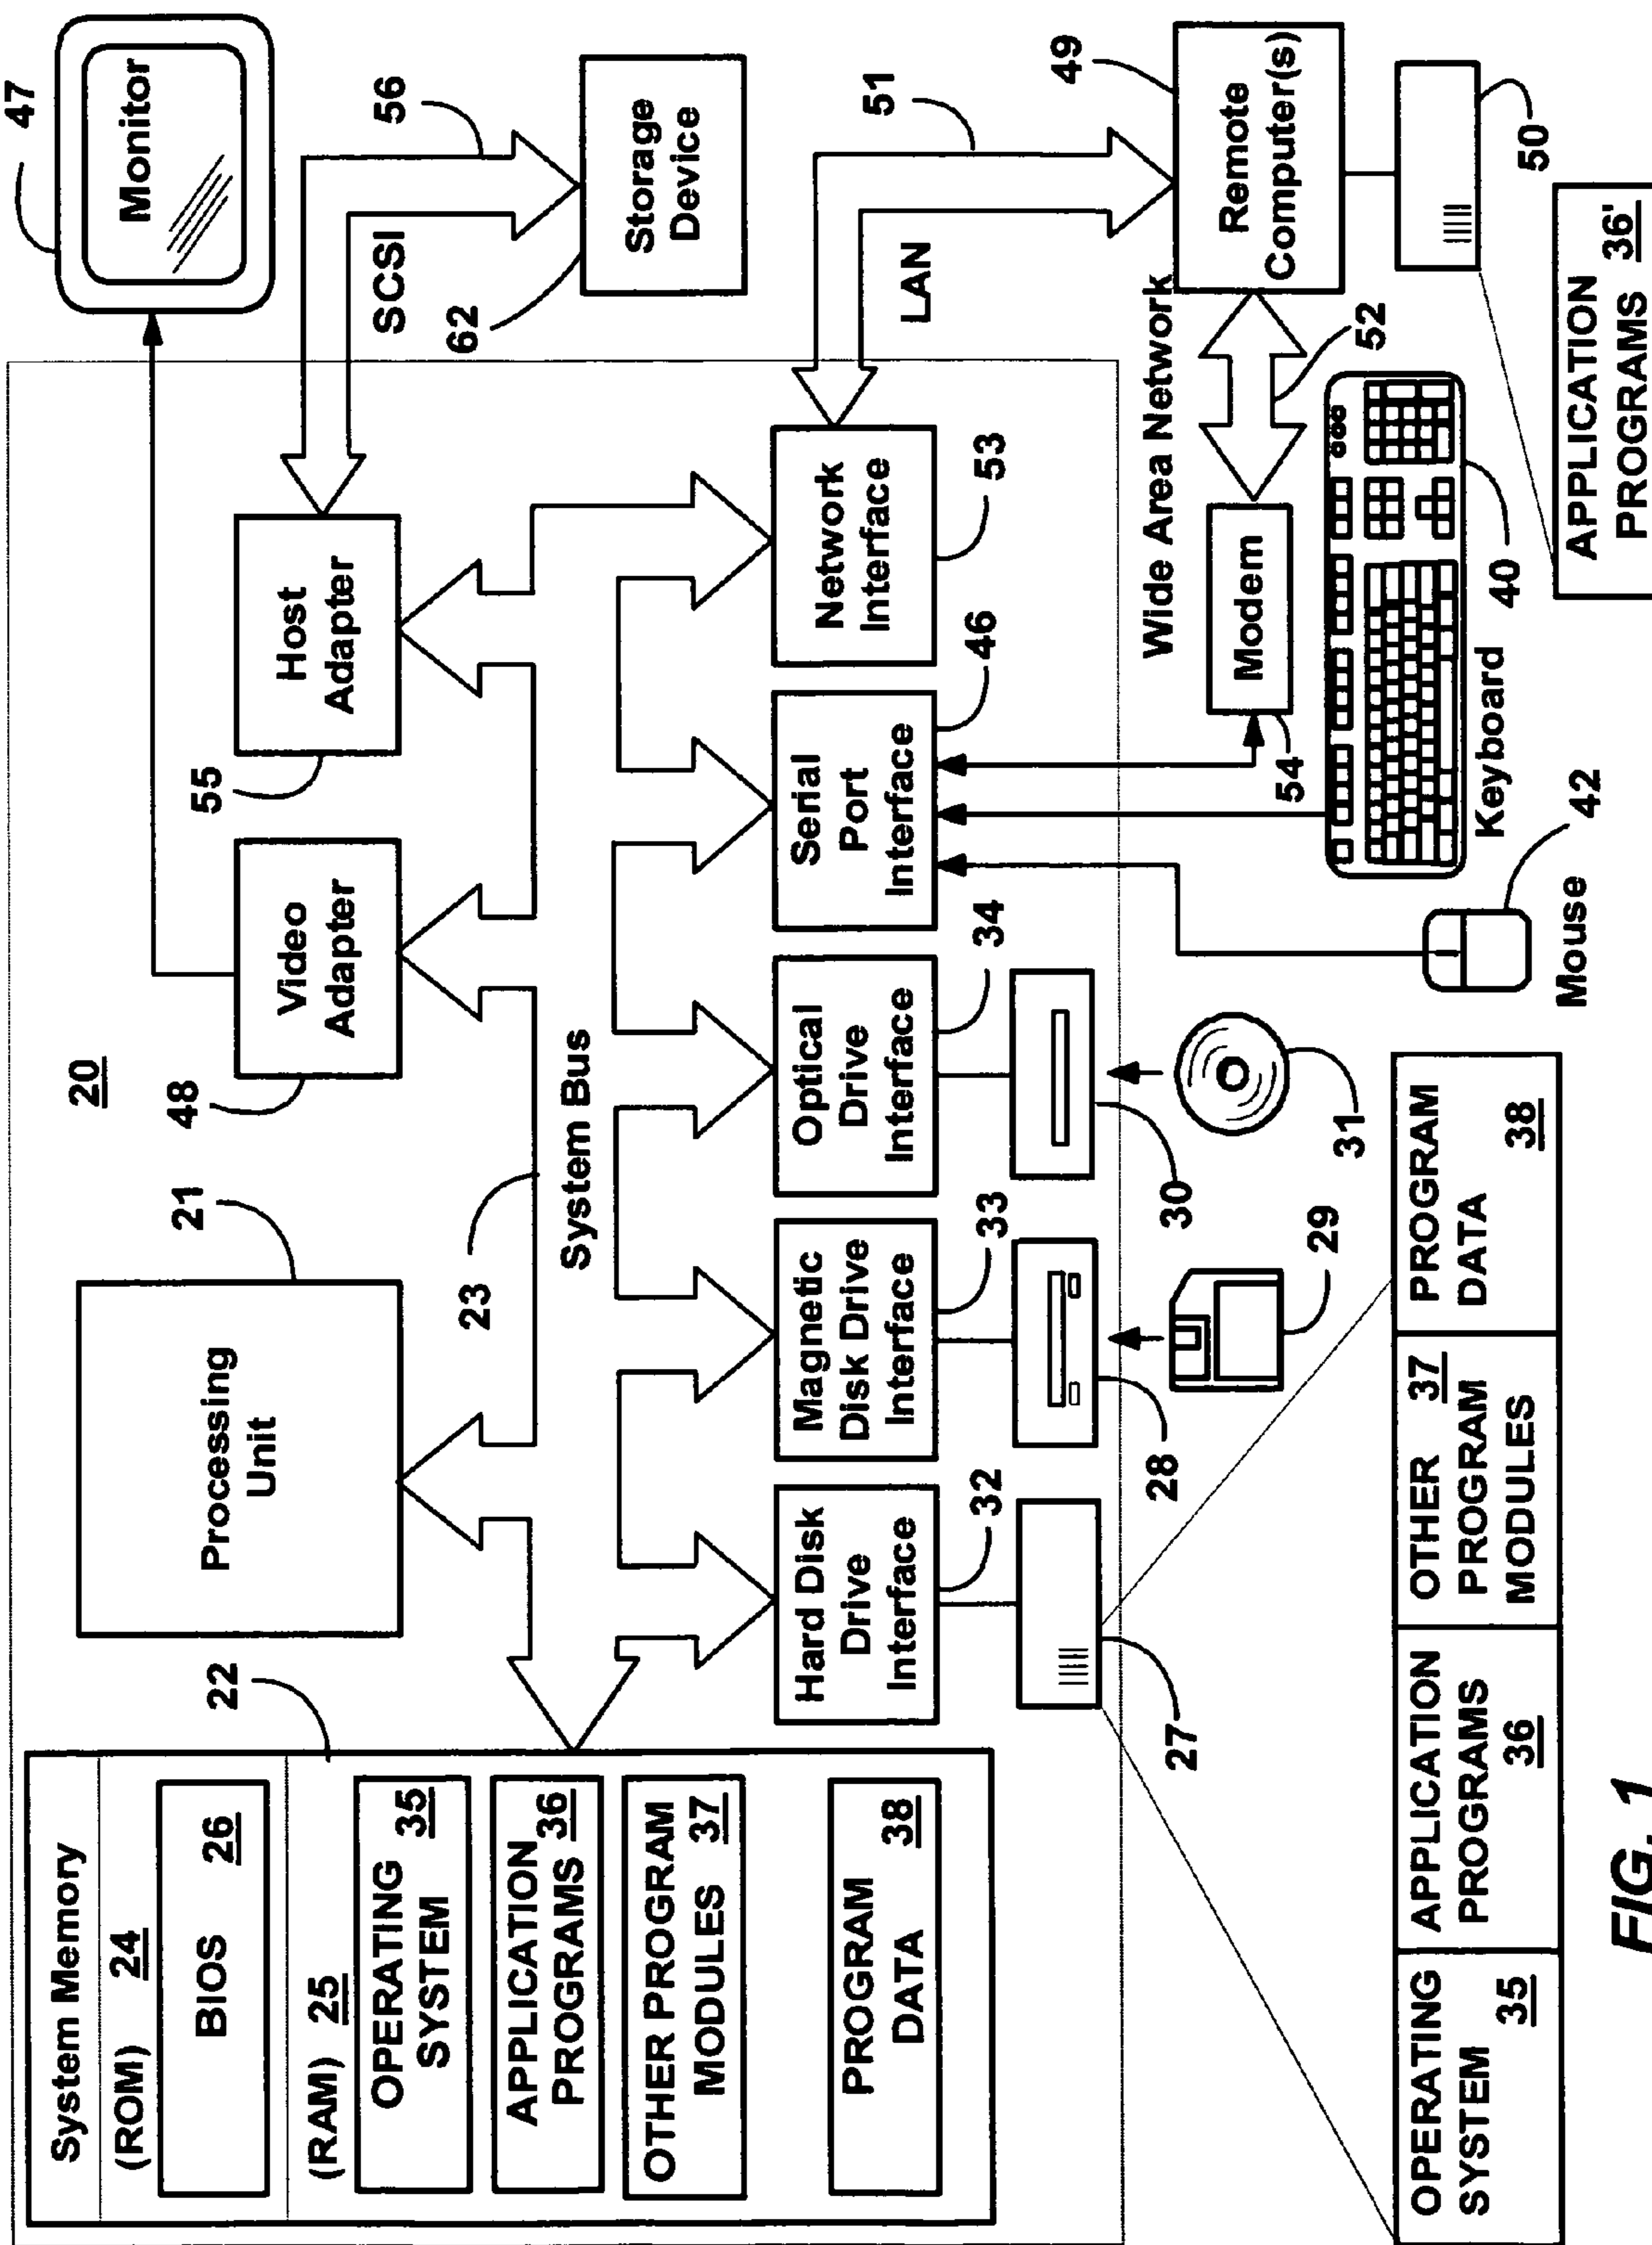 System Memory
(ROM) 24
BIOS 26
22
(RAM) 25
OPERATING
SYSTEM 35
APPLICATION
PROGRAMS 36
OTHER PROGRAM
MODULES 37
PROGRAM
DATA 38
Processing
Unit
21
20
48
Video
Adapter
55
Host
Adapter
47
Monitor
SCSI
56
62
Storage
Device
23
System Bus
Hard Disk
Drive
Interface
32
Magnetic
Disk Drive
Interface
33
Optical
Drive
Interface
34
Serial
Port
Interface
46
Network
Interface
53
LAN
51
49
Remote
Computer(s)
Wide Area Network
52
Modem
54
27
28
29
30
31
Mouse
42
Keyboard
40
50
OPERATING
SYSTEM
35
APPLICATION
PROGRAMS
36
OTHER 37
PROGRAM
MODULES
PROGRAM
DATA
38
APPLICATION
PROGRAMS 36'
FIG. 1